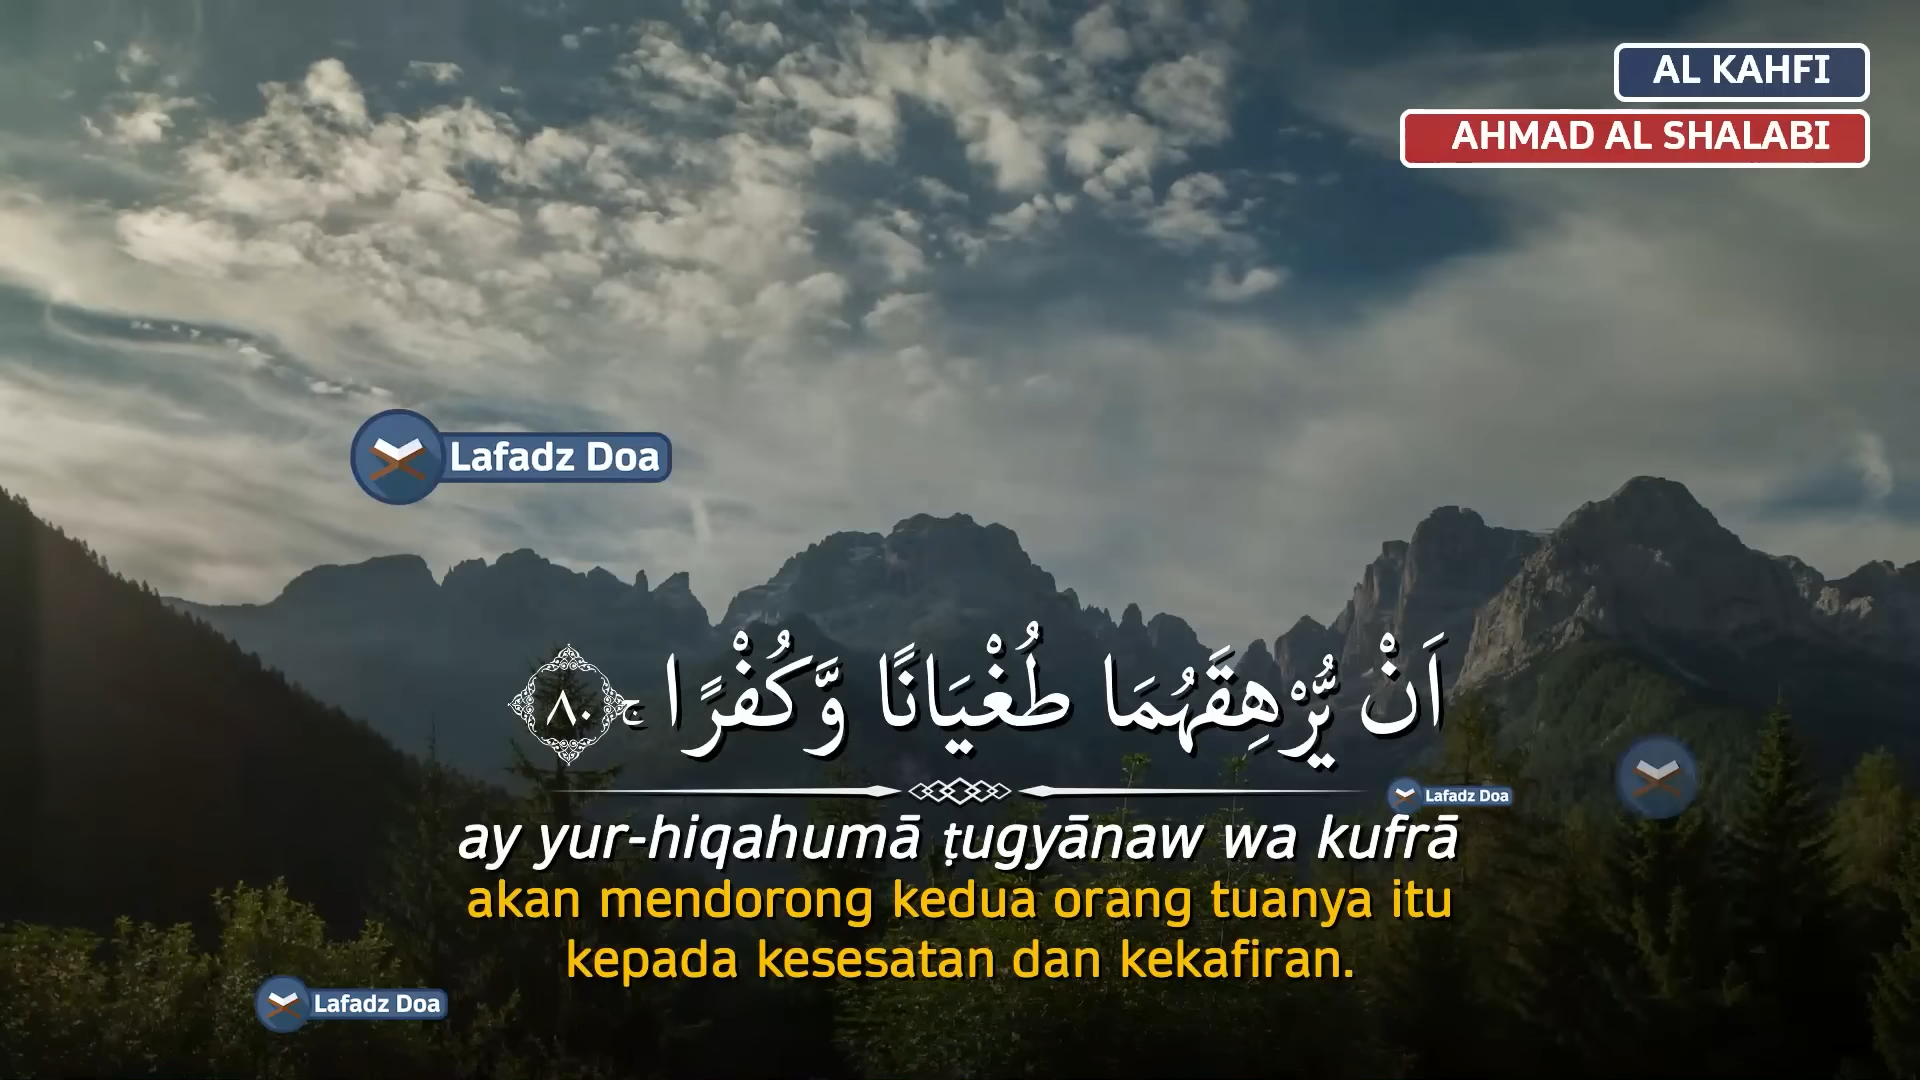 AL KAHFI
AHMAD AL SHALABI
Lafadz Doa
اَنْ يُّرْهِقَهُمَا طُغْيَانًا وَّكُفْرًا ۚ ٨٠
Lafadz Doa
ay yur-hiqahumā ṭugyānaw wa kufrā
akan mendorong kedua orang tuanya itu
kepada kesesatan dan kekafiran.
Lafadz Doa